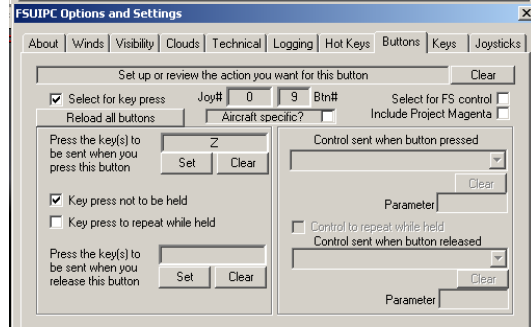 FSUIPC Options and Settings
About Winds Visibility Clouds Technical Logging Hot Keys Buttons Keys Joysticks
Set up or review the action you want for this button Clear
Select for key press Joy# 0 9 Btn# Select for FS control
Reload all buttons Aircraft specific? Include Project Magenta
Press the key(s) to
be sent when you
press this button
Z
Set Clear
Key press not to be held
Key press to repeat while held
Press the key(s) to
be sent when you
release this button
Set Clear
Control sent when button pressed
Clear
Parameter
Control to repeat while held
Control sent when button released
Clear
Parameter